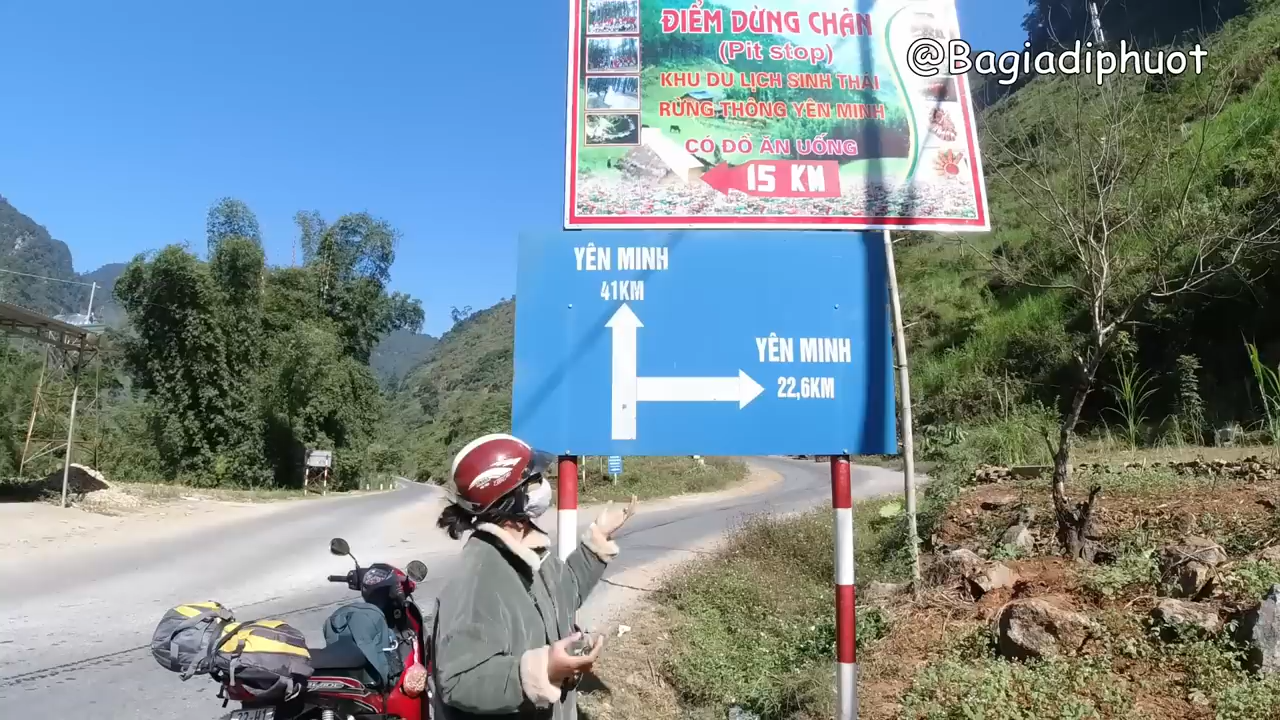 ĐIỂM DỪNG CHÂN
(Pit stop)
@Bagiadiphuot
KHU DU LỊCH SINH THÁI
RỪNG THÔNG YÊN MINH
CÓ ĐỒ ĂN UỐNG
15 KM
YÊN MINH
41KM
YÊN MINH
22,6KM